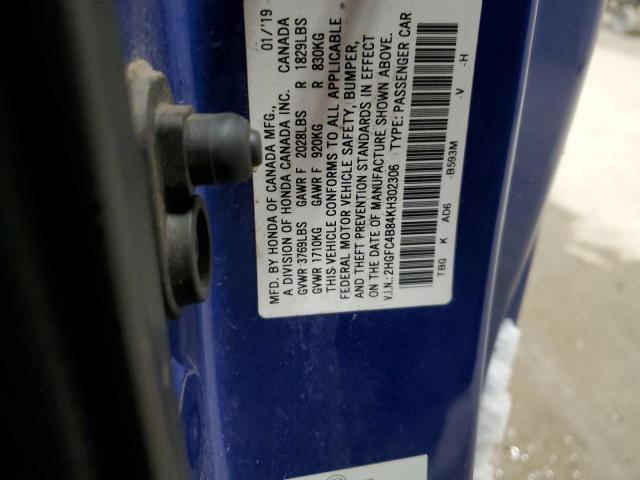 MFD. BY HONDA OF CANADA MFG., 01/'19
A DIVISION OF HONDA CANADA INC. CANADA
GVWR 3769LBS GAWR F 2028LBS R 1829LBS
GVWR 1710KG GAWR F 920KG R 830KG
THIS VEHICLE CONFORMS TO ALL APPLICABLE
FEDERAL MOTOR VEHICLE SAFETY, BUMPER,
AND THEFT PREVENTION STANDARDS IN EFFECT
ON THE DATE OF MANUFACTURE SHOWN ABOVE.
V.I.N.: 2HGFC4B84KH302306 TYPE: PASSENGER CAR
TBG K AD6 -B593M -V -H